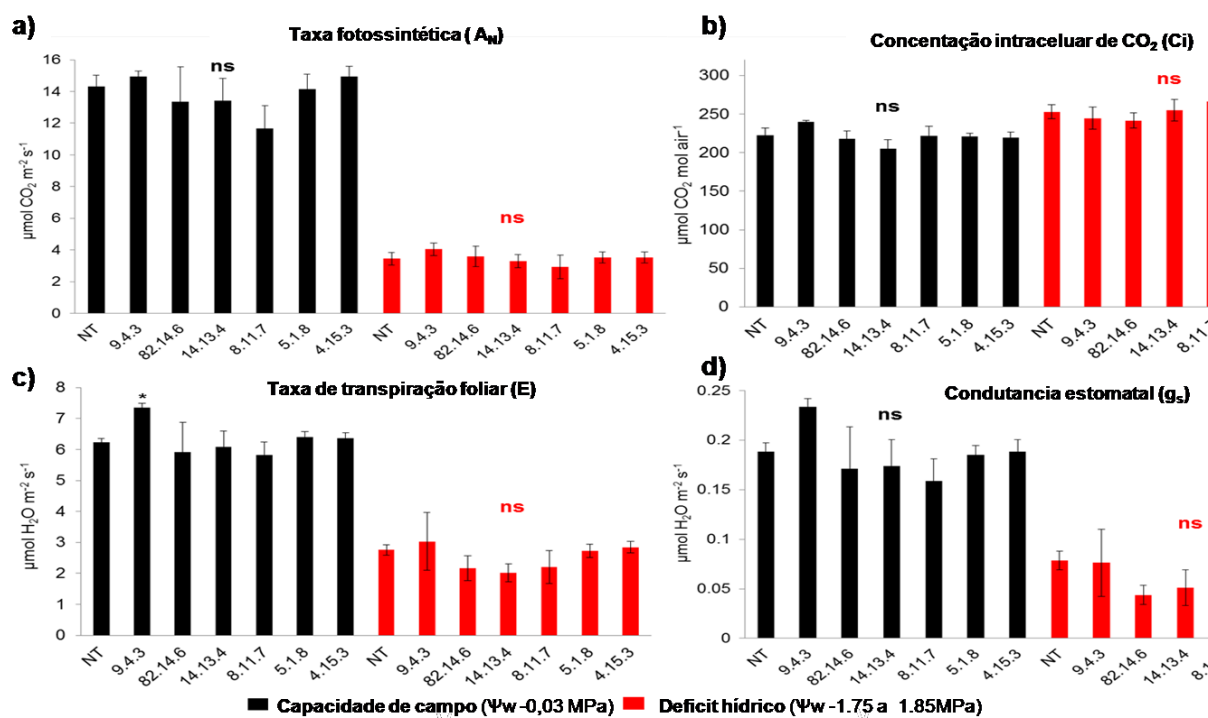 a)
Taxa fotossintética ( A_N)
16
14
12
10
8
6
4
2
0
µmol CO₂ m⁻² s⁻¹
ns
ns
NT 9.4.3 82.14.6 14.13.4 8.11.7 5.1.8 4.15.3 NT 9.4.3 82.14.6 14.13.4 8.11.7 5.1.8 4.15.3
b)
Concentação intraceluar de CO₂ (Ci)
300
250
200
150
100
50
0
µmol CO₂ mol air⁻¹
ns
ns
NT 9.4.3 82.14.6 14.13.4 8.11.7 5.1.8 4.15.3 NT 9.4.3 82.14.6 14.13.4 8.11.7
c)
Taxa de transpiração foliar (E)
8
7
6
5
4
3
2
1
0
µmol H₂O m⁻² s⁻¹
*
ns
NT 9.4.3 82.14.6 14.13.4 8.11.7 5.1.8 4.15.3 NT 9.4.3 82.14.6 14.13.4 8.11.7 5.1.8 4.15.3
d)
Condutancia estomatal (gₛ)
0.25
0.2
0.15
0.1
0.05
0
µmol H₂O m⁻² s⁻¹
ns
ns
NT 9.4.3 82.14.6 14.13.4 8.11.7 5.1.8 4.15.3 NT 9.4.3 82.14.6 14.13.4 8.1
Capacidade de campo (Ψw -0,03 MPa) Deficit hídrico (Ψw -1.75 a 1.85MPa)